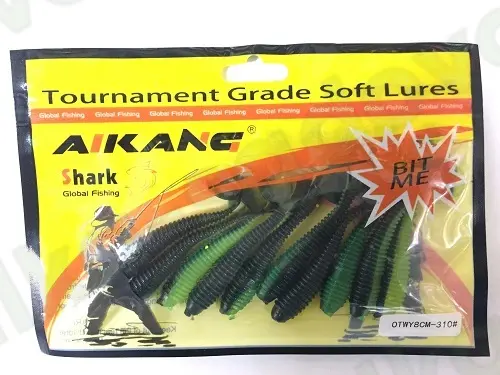 Tournament Grade Soft Lures
Global Fishing Global Fishing Global Fishing Global Fishing Global Fishing Global Fishing Global Fishing
AIKANG®
Shark
Global Fishing
BIT
ME
OTWY8CM-310#